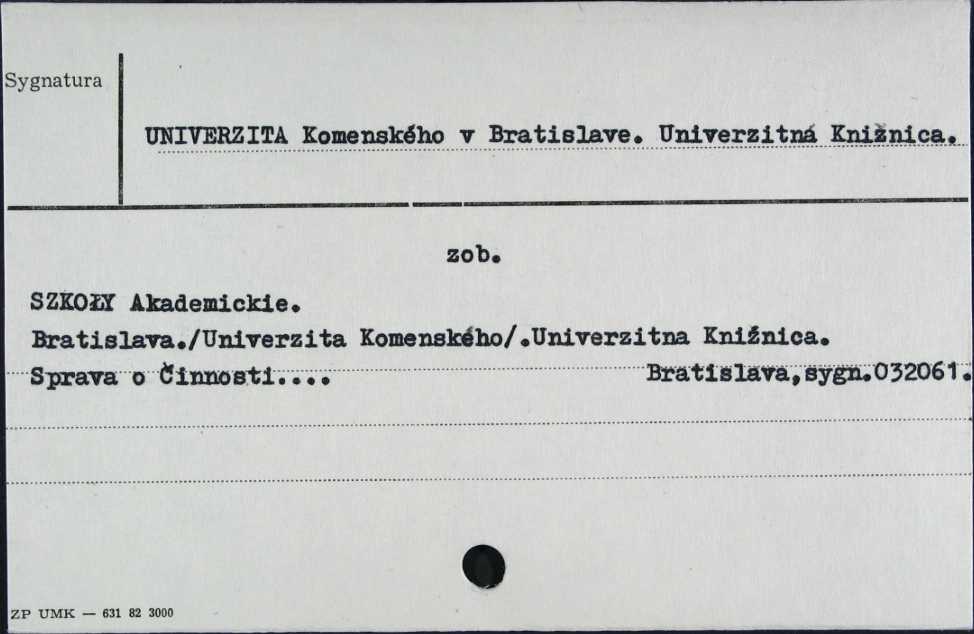 Sygnatura
UNIVERZITA Komenského v Bratislave. Univerzitná Knižnica.
zob.
SZKOŁY Akademickie.
Bratislava./Univerzita Komenského/.Univerzitna Kniźnica.
Sprava o Činnosti.... Bratislava,sygn.032061.
ZP UMK — 631 82 3000